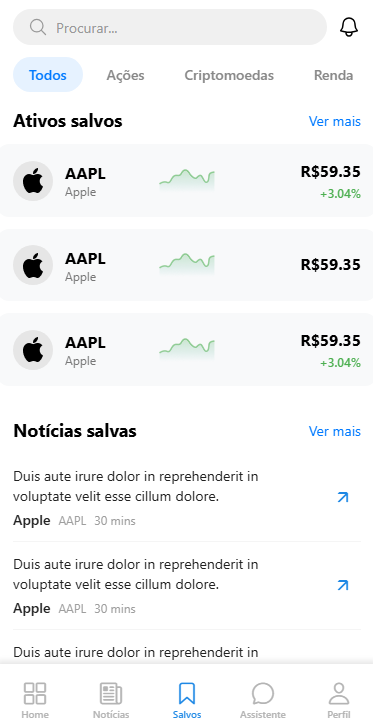 Procurar...
Todos Ações Criptomoedas Renda
Ativos salvos Ver mais
AAPL R$59.35
Apple +3.04%
AAPL R$59.35
Apple
AAPL R$59.35
Apple +3.04%
Notícias salvas Ver mais
Duis aute irure dolor in reprehenderit in
voluptate velit esse cillum dolore.
Apple AAPL 30 mins
Duis aute irure dolor in reprehenderit in
voluptate velit esse cillum dolore.
Apple AAPL 30 mins
Duis aute irure dolor in reprehenderit in
Home Notícias Salvos Assistente Perfil